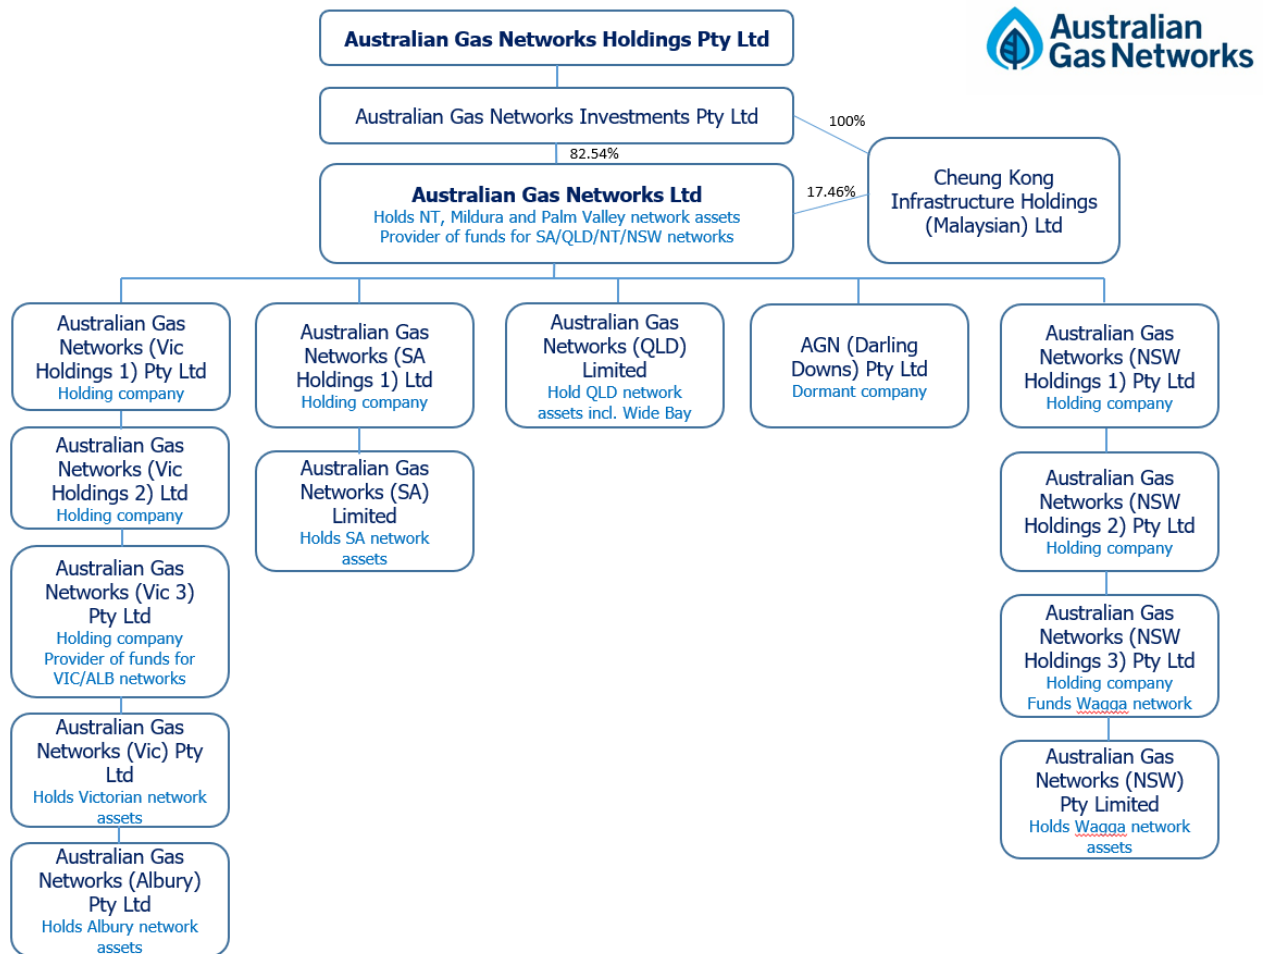 Australian Gas Networks Holdings Pty Ltd
Australian
Gas Networks
Australian Gas Networks Investments Pty Ltd
100%
82.54%
Australian Gas Networks Ltd
Holds NT, Mildura and Palm Valley network assets
Provider of funds for SA/QLD/NT/NSW networks
17.46%
Cheung Kong
Infrastructure Holdings
(Malaysian) Ltd
Australian Gas
Networks (Vic
Holdings 1) Pty Ltd
Holding company
Australian Gas
Networks (SA
Holdings 1) Ltd
Holding company
Australian Gas
Networks (QLD)
Limited
Hold QLD network
assets incl. Wide Bay
AGN (Darling
Downs) Pty Ltd
Dormant company
Australian Gas
Networks (NSW
Holdings 1) Pty Ltd
Holding company
Australian Gas
Networks (Vic
Holdings 2) Ltd
Holding company
Australian Gas
Networks (SA)
Limited
Holds SA network
assets
Australian Gas
Networks (NSW
Holdings 2) Pty Ltd
Holding company
Australian Gas
Networks (Vic 3)
Pty Ltd
Holding company
Provider of funds for
VIC/ALB networks
Australian Gas
Networks (NSW
Holdings 3) Pty Ltd
Holding company
Funds Wagga network
Australian Gas
Networks (Vic) Pty
Ltd
Holds Victorian network
assets
Australian Gas
Networks (NSW)
Pty Limited
Holds Wagga network
assets
Australian Gas
Networks (Albury)
Pty Ltd
Holds Albury network
assets